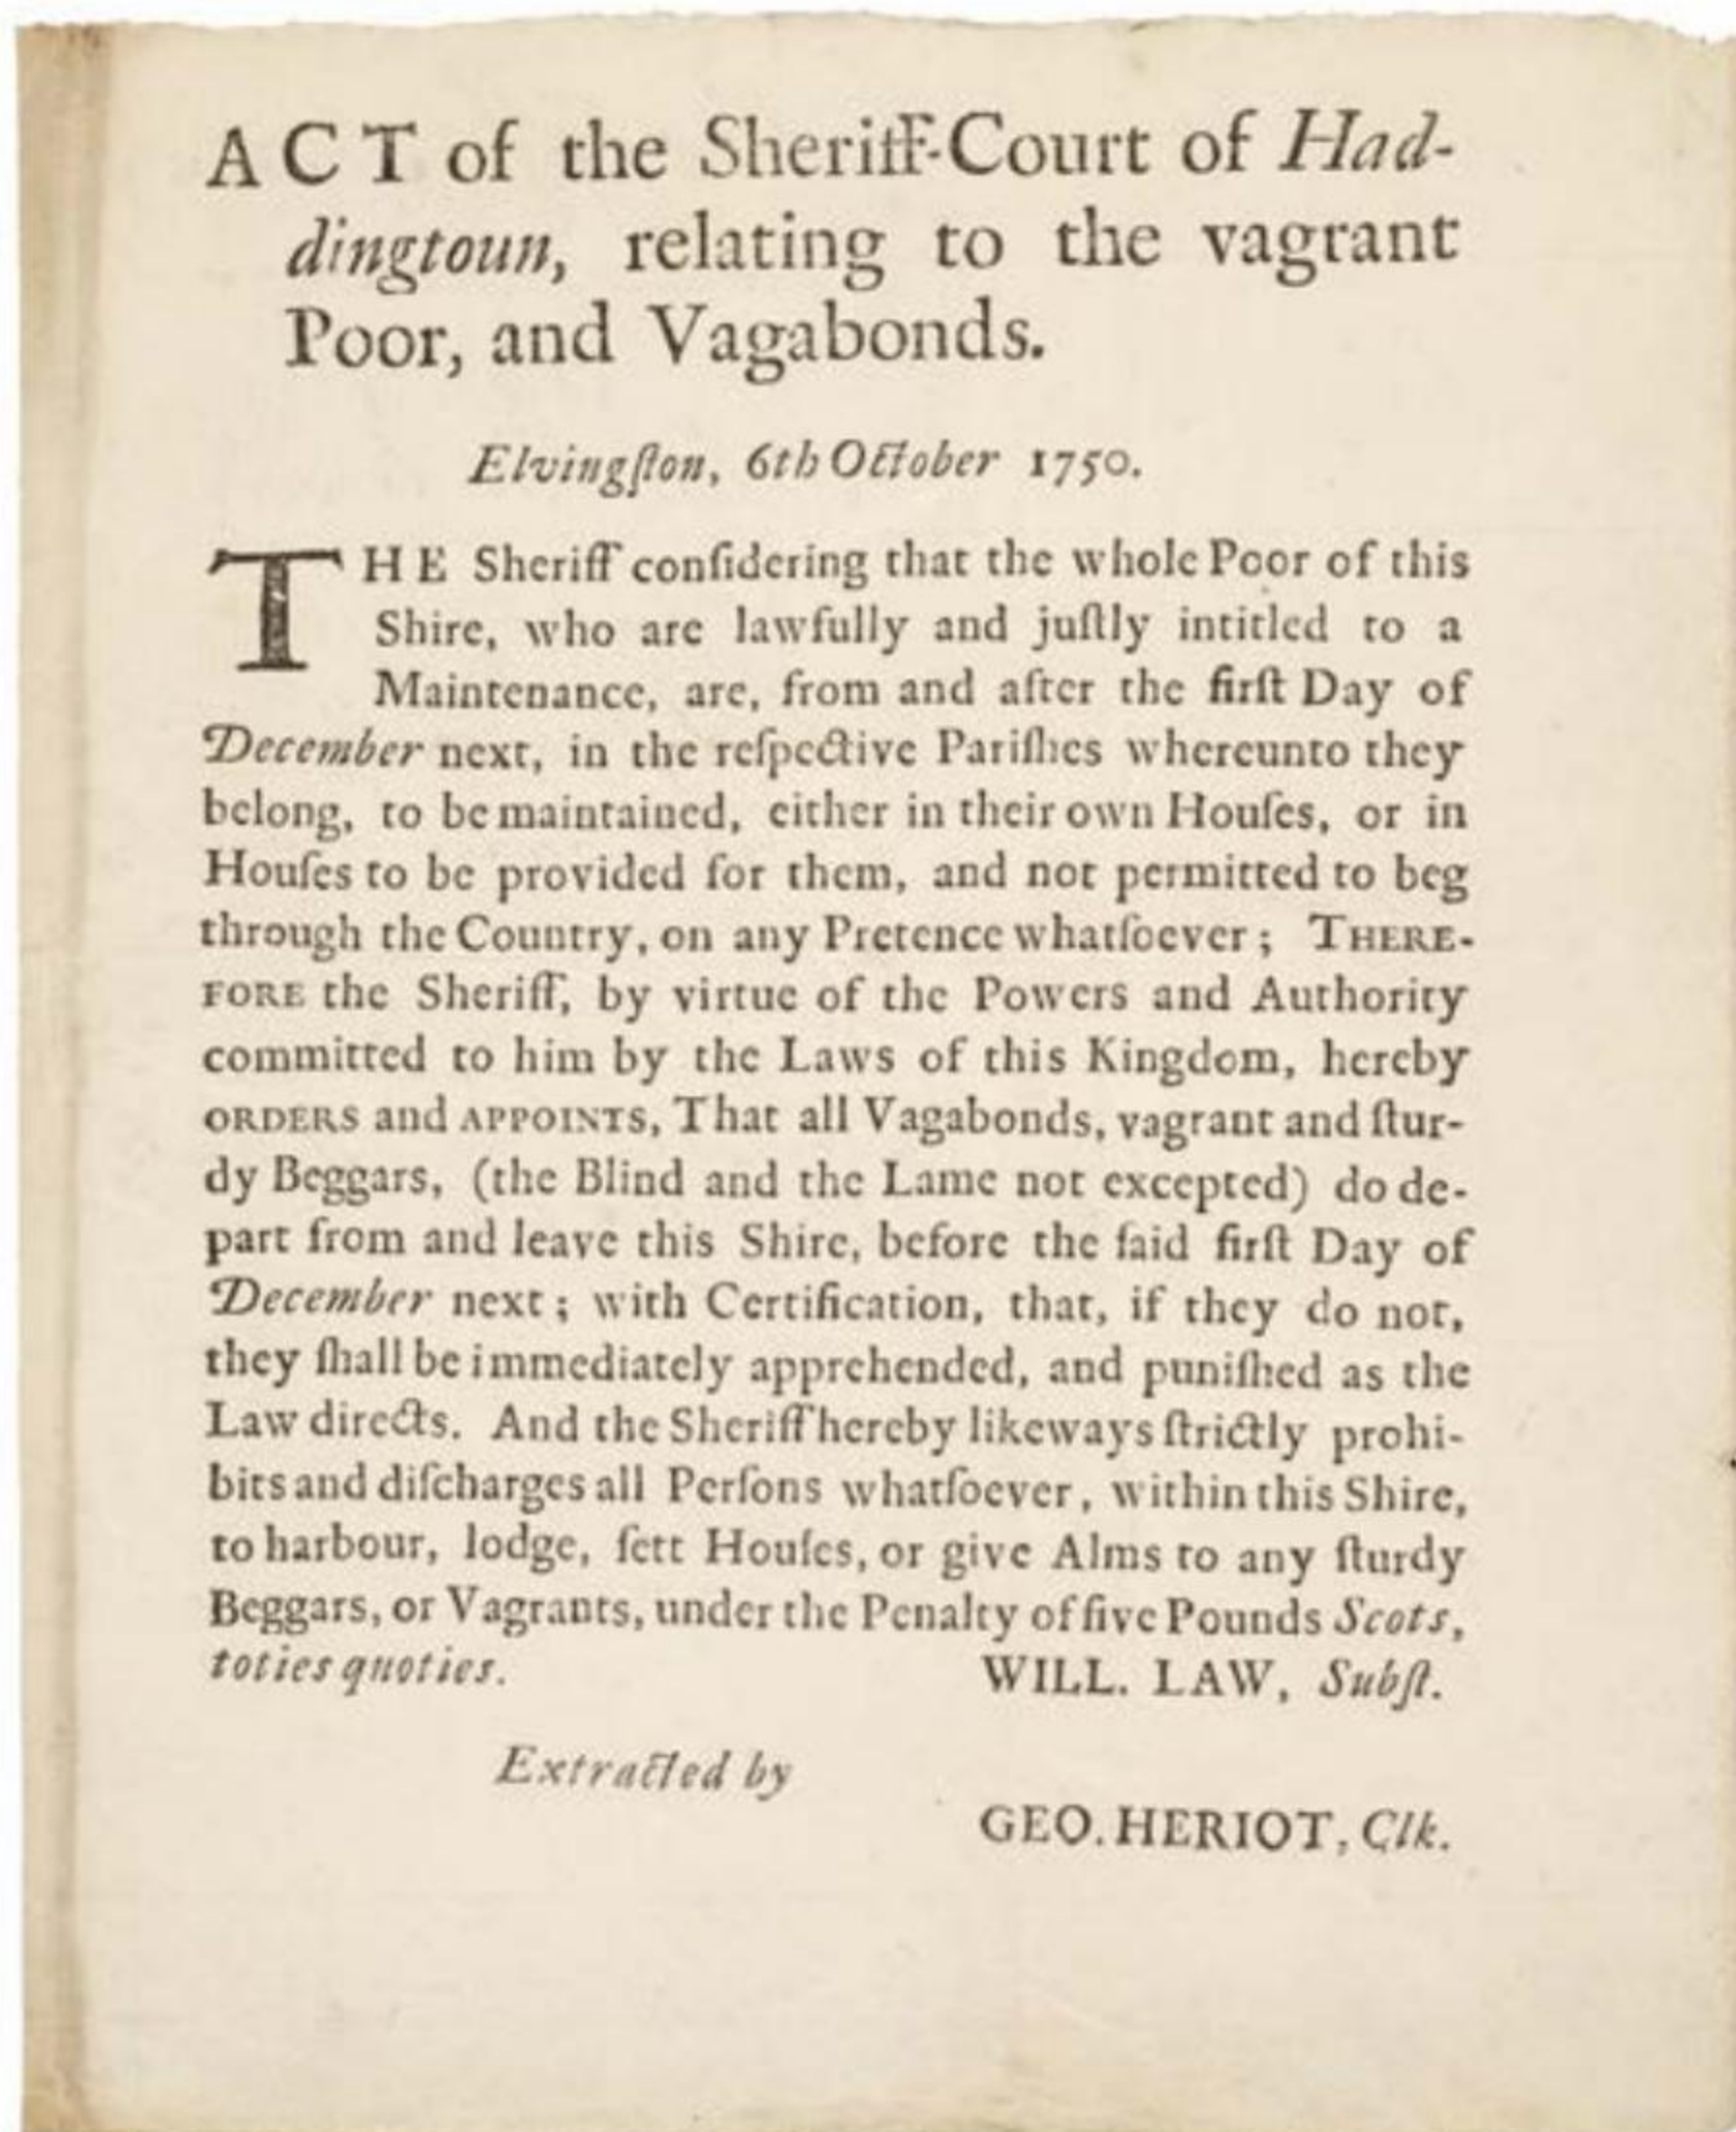 ACT of the Sheriff-Court of Had-
dingtoun, relating to the vagrant
Poor, and Vagabonds.
Elvingſton, 6th October 1750.
THE Sheriff conſidering that the whole Poor of this
Shire, who are lawfully and juſtly intitled to a
Maintenance, are, from and after the firſt Day of
December next, in the reſpective Pariſhes whereunto they
belong, to be maintained, either in their own Houſes, or in
Houſes to be provided for them, and not permitted to beg
through the Country, on any Pretence whatſoever; THERE-
FORE the Sheriff, by virtue of the Powers and Authority
committed to him by the Laws of this Kingdom, hereby
ORDERS and APPOINTS, That all Vagabonds, vagrant and ſtur-
dy Beggars, (the Blind and the Lame not excepted) do de-
part from and leave this Shire, before the ſaid firſt Day of
December next; with Certification, that, if they do not,
they ſhall be immediately apprehended, and puniſhed as the
Law directs. And the Sheriff hereby likeways ſtrictly prohi-
bits and diſcharges all Perſons whatſoever, within this Shire,
to harbour, lodge, ſett Houſes, or give Alms to any ſturdy
Beggars, or Vagrants, under the Penalty of five Pounds Scots,
toties quoties. WILL. LAW, Subſt.
Extracted by
GEO. HERIOT, Clk.